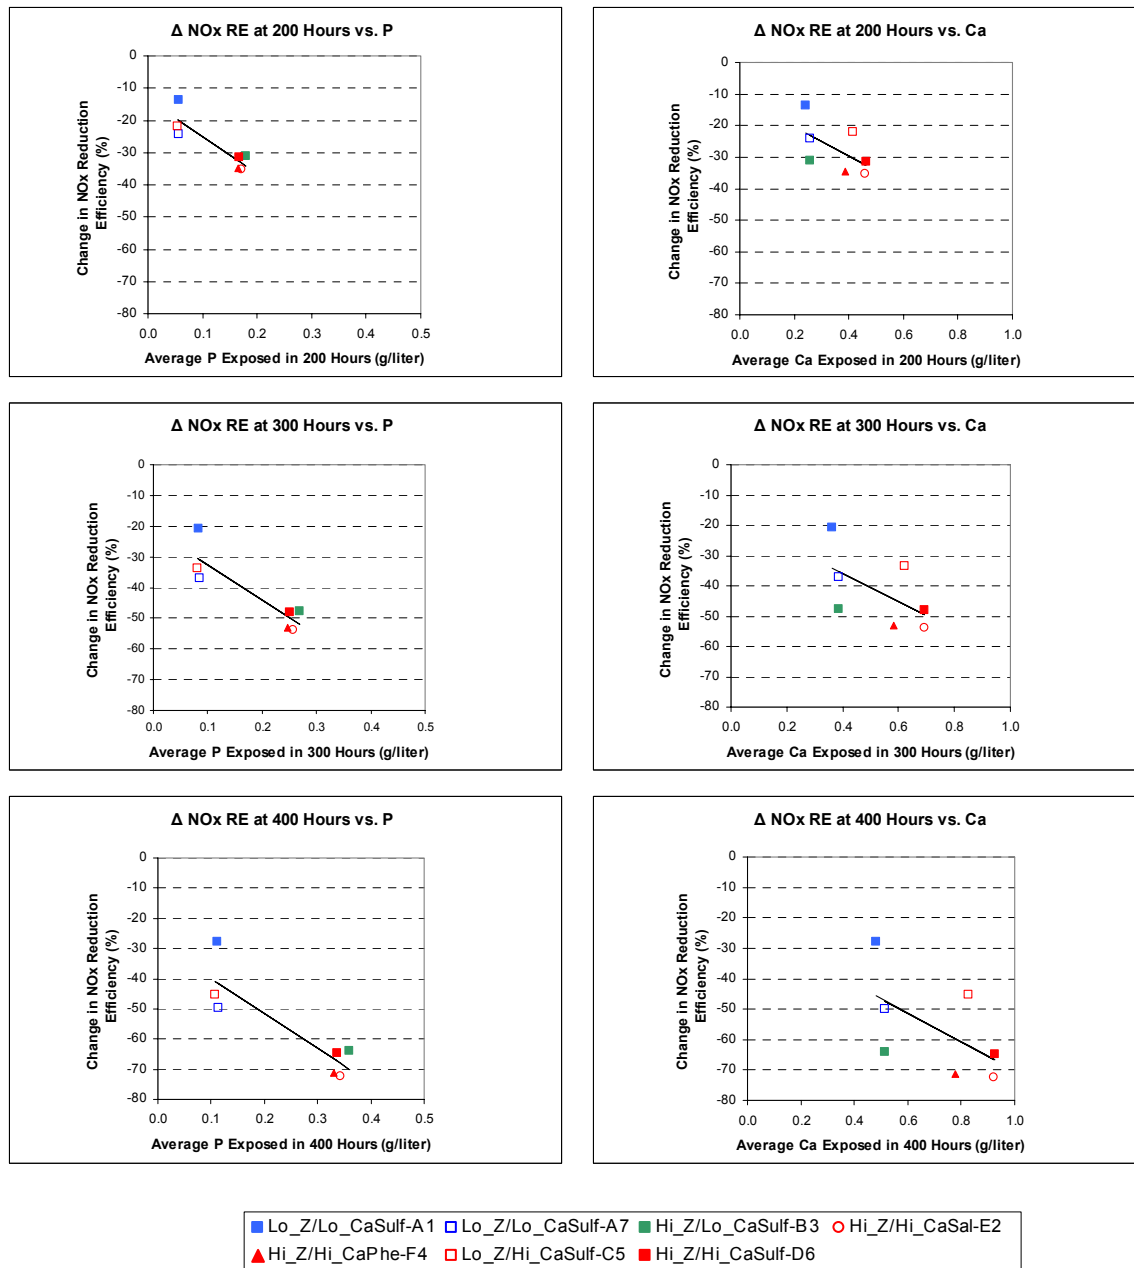 Δ NOx RE at 200 Hours vs. P
Change in NOx Reduction
Efficiency (%)
0
-10
-20
-30
-40
-50
-60
-70
-80
0.0 0.1 0.2 0.3 0.4 0.5
Average P Exposed in 200 Hours (g/liter)
Δ NOx RE at 200 Hours vs. Ca
Change in NOx Reduction
Efficiency (%)
0
-10
-20
-30
-40
-50
-60
-70
-80
0.0 0.2 0.4 0.6 0.8 1.0
Average Ca Exposed in 200 Hours (g/liter)
Δ NOx RE at 300 Hours vs. P
Change in NOx Reduction
Efficiency (%)
0
-10
-20
-30
-40
-50
-60
-70
-80
0.0 0.1 0.2 0.3 0.4 0.5
Average P Exposed in 300 Hours (g/liter)
Δ NOx RE at 300 Hours vs. Ca
Change in NOx Reduction
Efficiency (%)
0
-10
-20
-30
-40
-50
-60
-70
-80
0.0 0.2 0.4 0.6 0.8 1.0
Average Ca Exposed in 300 Hours (g/liter)
Δ NOx RE at 400 Hours vs. P
Change in NOx Reduction
Efficiency (%)
0
-10
-20
-30
-40
-50
-60
-70
-80
0.0 0.1 0.2 0.3 0.4 0.5
Average P Exposed in 400 Hours (g/liter)
Δ NOx RE at 400 Hours vs. Ca
Change in NOx Reduction
Efficiency (%)
0
-10
-20
-30
-40
-50
-60
-70
-80
0.0 0.2 0.4 0.6 0.8 1.0
Average Ca Exposed in 400 Hours (g/liter)
Lo_Z/Lo_CaSulf-A1 Lo_Z/Lo_CaSulf-A7 Hi_Z/Lo_CaSulf-B3 Hi_Z/Hi_CaSal-E2
Hi_Z/Hi_CaPhe-F4 Lo_Z/Hi_CaSulf-C5 Hi_Z/Hi_CaSulf-D6